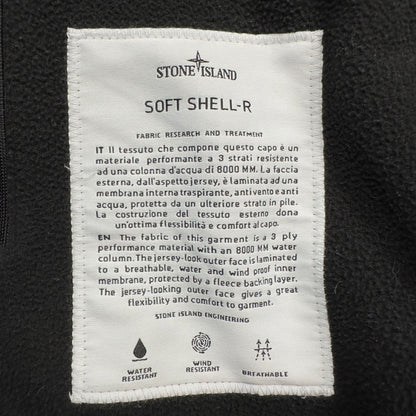 STONE ISLAND
SOFT SHELL-R
FABRIC RESEARCH AND TREATMENT
IT Il tessuto che compone questo capo è un
materiale performante a 3 strati resistente
ad una colonna d'acqua di 8000 MM. La faccia
esterna, dall'aspetto jersey, è laminata ad una
membrana interna traspirante, antivento e anti
acqua, protetta da un ulteriore strato in pile.
La costruzione del tessuto esterno dona
un'ottima flessibilità e comfort al capo.
EN The fabric of this garment is a 3 ply
performance material with an 8000 MM water
column. The jersey-look outer face is laminated
to a breathable, water and wind proof inner
membrane, protected by a fleece backing layer.
The jersey-looking outer face gives a great
flexibility and comfort to garment.
STONE ISLAND ENGINEERING
WATER
RESISTANT
WIND
RESISTANT
BREATHABLE